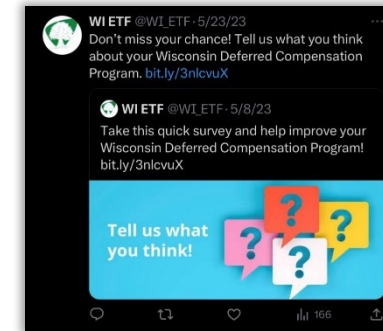 WI ETF @WI_ETF · 5/23/23
Don't miss your chance! Tell us what you think
about your Wisconsin Deferred Compensation
Program. bit.ly/3nlcvuX
WI ETF @WI_ETF · 5/8/23
Take this quick survey and help improve your
Wisconsin Deferred Compensation Program!
bit.ly/3nlcvuX
Tell us what
you think!
? ? ? ?
166